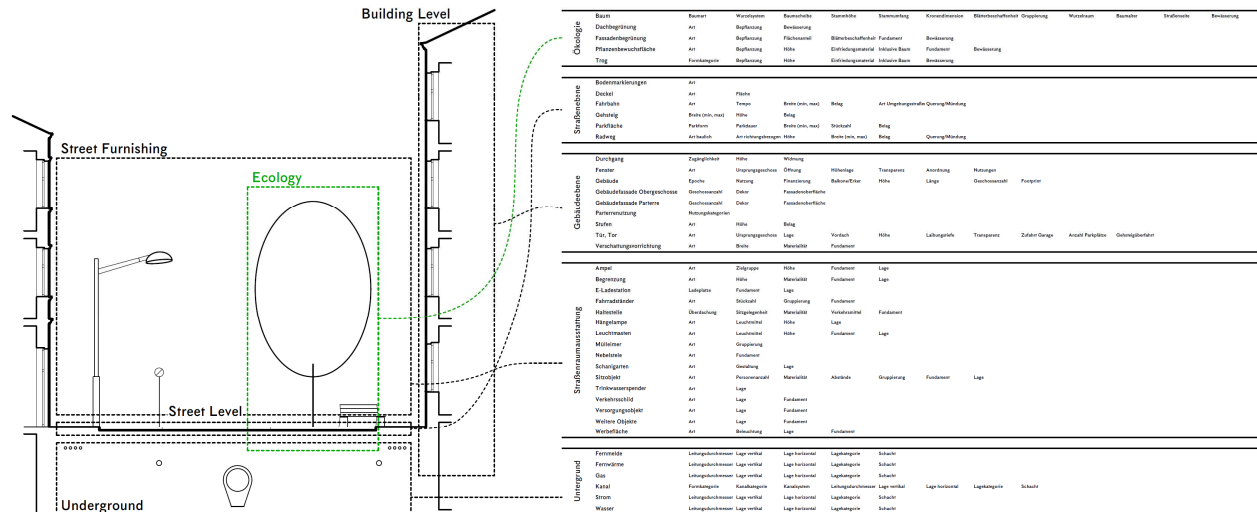 Building Level
Street Furnishing
Ecology
Street Level
Underground
Ökologie
Baum Baumart Wurzelsystem Baumscheibe Stammhöhe Stammumfang Kronendimension Blätterbeschaffenheit Gruppierung Wurzelraum Baumalter Straßenseite Bewässerung
Dachbegrünung Art Bepflanzung Bewässerung
Fassadenbegrünung Art Bepflanzung Flächenanteil Blätterbeschaffenheit Fundament Bewässerung
Pflanzenbewuchsfläche Art Bepflanzung Höhe Einfriedungsmaterial Inklusive Baum Fundament Bewässerung
Trog Formkategorie Bepflanzung Höhe Einfriedungsmaterial Inklusive Baum Bewässerung
Straßenebene
Bodenmarkierungen Art
Deckel Art Fläche
Fahrbahn Art Tempo Breite (min, max) Belag Art Umgebungsstraße Querung/Mündung
Gehsteig Breite (min, max) Höhe Belag
Parkfläche Parkform Parkdauer Breite (min, max) Stückzahl Belag
Radweg Art baulich Art richtungsbezogen Höhe Breite (min, max) Belag Querung/Mündung
Gebäudeebene
Durchgang Zugänglichkeit Höhe Widmung
Fenster Art Ursprungsgeschoss Öffnung Höhenlage Transparenz Anordnung Nutzungen
Gebäude Epoche Nutzung Finanzierung Balkone/Erker Höhe Länge Geschossanzahl Footprint
Gebäudefassade Obergeschosse Geschossanzahl Dekor Fassadenoberfläche
Gebäudefassade Parterre Geschossanzahl Dekor Fassadenoberfläche
Parterrenutzung Nutzungskategorien
Stufen Art Höhe Belag
Tür, Tor Art Ursprungsgeschoss Lage Vordach Höhe Laibungstiefe Transparenz Zufahrt Garage Anzahl Parkplätze Gehsteigüberfahrt
Verschattungsvorrichtung Art Breite Materialität Fundament
Straßenraumausstattung
Ampel Art Zielgruppe Höhe Fundament Lage
Begrenzung Art Höhe Materialität Fundament Lage
E-Ladestation Ladeplätze Fundament Lage
Fahrradständer Art Stückzahl Gruppierung Fundament
Haltestelle Überdachung Sitzgelegenheit Materialität Verkehrsmittel Fundament
Hängelampe Art Leuchtmittel Höhe Lage
Leuchtmasten Art Leuchtmittel Höhe Fundament Lage
Mülleimer Art Gruppierung
Nebelstele Art Fundament
Schanigarten Art Gestaltung Lage
Sitzobjekt Art Personenanzahl Materialität Abstände Gruppierung Fundament Lage
Trinkwasserspender Art Lage
Verkehrsschild Art Lage Fundament
Versorgungsobjekt Art Lage Fundament
Weitere Objekte Art Lage Fundament
Werbefläche Art Beleuchtung Lage Fundament
Untergrund
Fernmelde Leitungsdurchmesser Lage vertikal Lage horizontal Lagekategorie Schacht
Fernwärme Leitungsdurchmesser Lage vertikal Lage horizontal Lagekategorie Schacht
Gas Leitungsdurchmesser Lage vertikal Lage horizontal Lagekategorie Schacht
Kanal Formkategorie Kanalkategorie Kanalsystem Leitungsdurchmesser Lage vertikal Lage horizontal Lagekategorie Schacht
Strom Leitungsdurchmesser Lage vertikal Lage horizontal Lagekategorie Schacht
Wasser Leitungsdurchmesser Lage vertikal Lage horizontal Lagekategorie Schacht